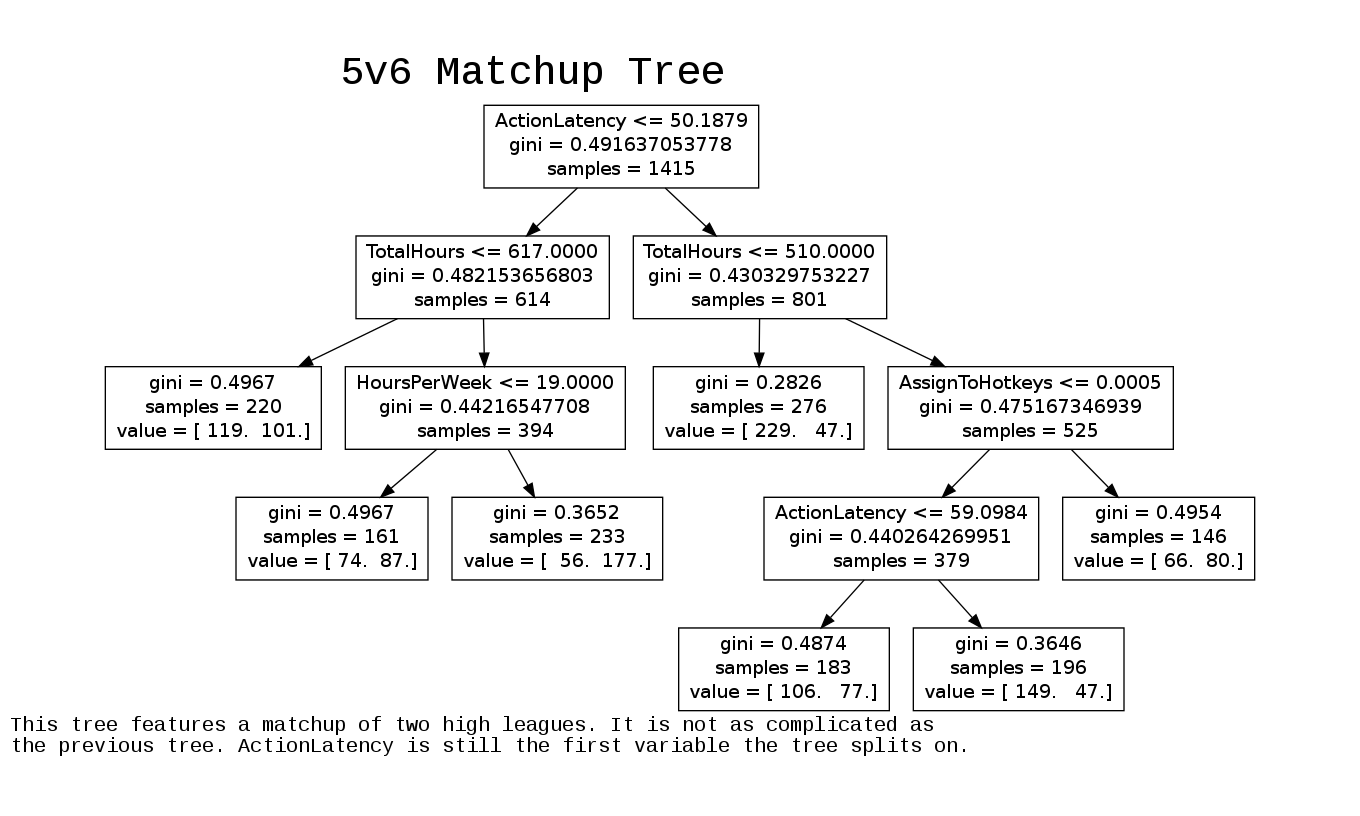 5v6 Matchup Tree
ActionLatency <= 50.1879
gini = 0.491637053778
samples = 1415
TotalHours <= 617.0000
gini = 0.482153656803
samples = 614
TotalHours <= 510.0000
gini = 0.430329753227
samples = 801
gini = 0.4967
samples = 220
value = [ 119.  101.]
HoursPerWeek <= 19.0000
gini = 0.44216547708
samples = 394
gini = 0.2826
samples = 276
value = [ 229.   47.]
AssignToHotkeys <= 0.0005
gini = 0.475167346939
samples = 525
gini = 0.4967
samples = 161
value = [ 74.  87.]
gini = 0.3652
samples = 233
value = [  56.  177.]
ActionLatency <= 59.0984
gini = 0.440264269951
samples = 379
gini = 0.4954
samples = 146
value = [ 66.  80.]
gini = 0.4874
samples = 183
value = [ 106.   77.]
gini = 0.3646
samples = 196
value = [ 149.   47.]
This tree features a matchup of two high leagues. It is not as complicated as
the previous tree. ActionLatency is still the first variable the tree splits on.